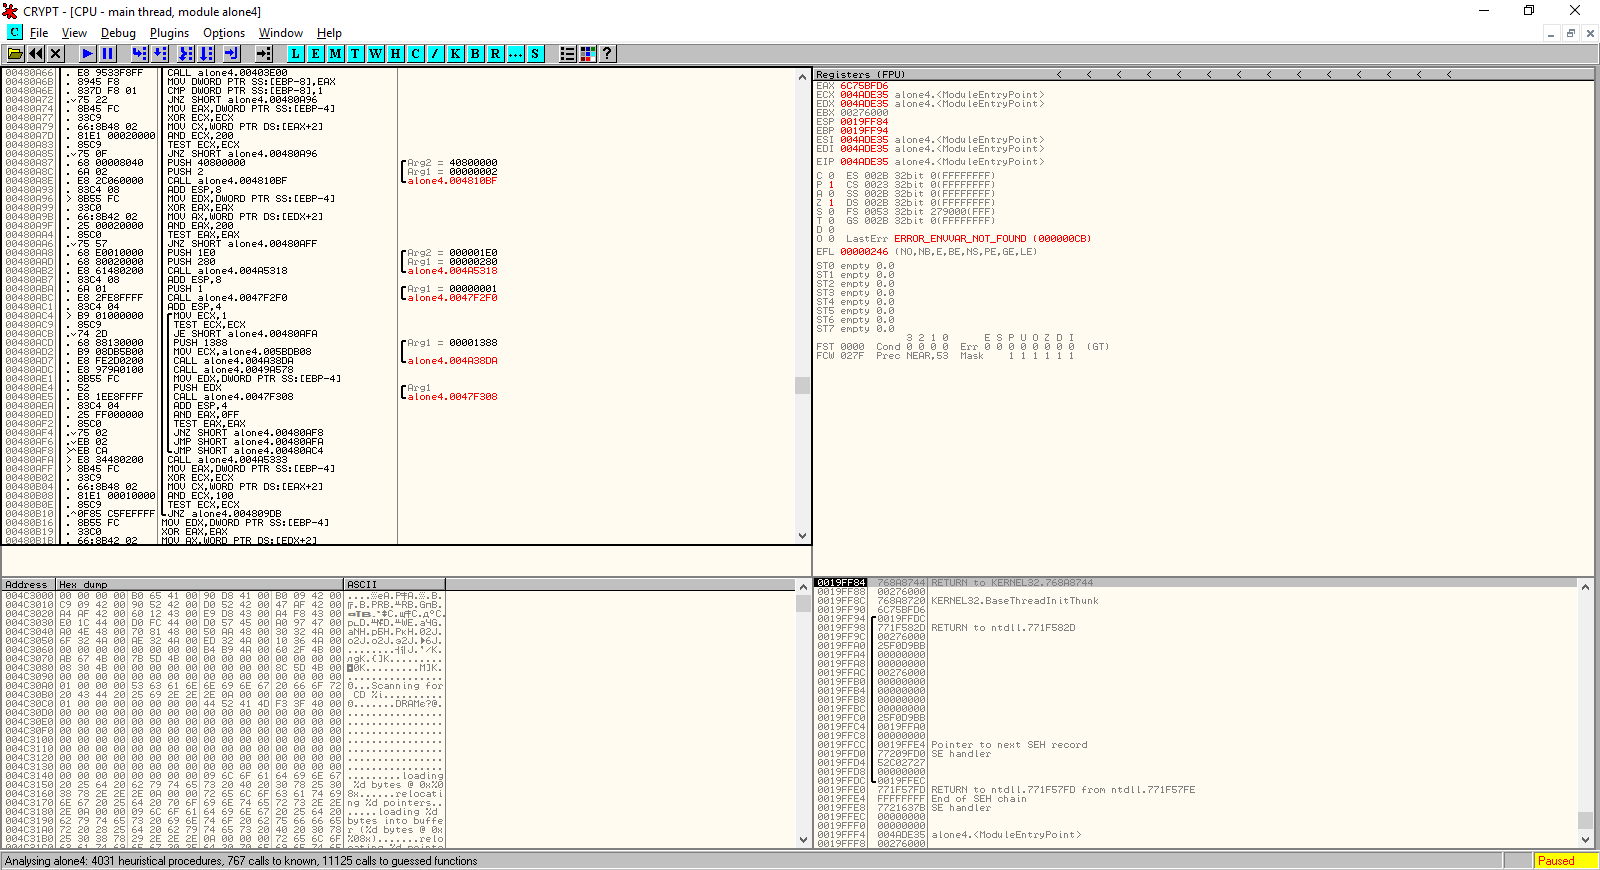 CRYPT - [CPU - main thread, module alone4]
C File View Debug Plugins Options Window Help
L E M T W H C / K B R ... S ?
00480A66 . E8 9533F8FF CALL alone4.00403E00
00480A6B . 8945 F8 MOV DWORD PTR SS:[EBP-8],EAX
00480A6E . 837D F8 01 CMP DWORD PTR SS:[EBP-8],1
00480A72 . 75 22 JNZ SHORT alone4.00480A96
00480A74 . 8B45 FC MOV EAX,DWORD PTR SS:[EBP-4]
00480A77 . 33C9 XOR ECX,ECX
00480A79 . 66:8B48 02 MOV CX,WORD PTR DS:[EAX+2]
00480A7D . 81E1 00020000 AND ECX,200
00480A83 . 85C9 TEST ECX,ECX
00480A85 . 75 0F JNZ SHORT alone4.00480A96
00480A87 . 68 00008040 PUSH 40800000 Arg2 = 40800000
00480A8C . 6A 02 PUSH 2 Arg1 = 00000002
00480A8E . E8 2C060000 CALL alone4.004810BF alone4.004810BF
00480A93 . 83C4 08 ADD ESP,8
00480A96 > 8B55 FC MOV EDX,DWORD PTR SS:[EBP-4]
00480A99 . 33C0 XOR EAX,EAX
00480A9B . 66:8B42 02 MOV AX,WORD PTR DS:[EDX+2]
00480A9F . 25 00020000 AND EAX,200
00480AA4 . 85C0 TEST EAX,EAX
00480AA6 . 75 57 JNZ SHORT alone4.00480AFF
00480AA8 . 68 E0010000 PUSH 1E0 Arg2 = 000001E0
00480AAD . 68 80020000 PUSH 280 Arg1 = 00000280
00480AB2 . E8 61480200 CALL alone4.004A5318 alone4.004A5318
00480AB7 . 83C4 08 ADD ESP,8
00480ABA . 6A 01 PUSH 1 Arg1 = 00000001
00480ABC . E8 2FE8FFFF CALL alone4.0047F2F0 alone4.0047F2F0
00480AC1 . 83C4 04 ADD ESP,4
00480AC4 > B9 01000000 MOV ECX,1
00480AC9 . 85C9 TEST ECX,ECX
00480ACB . 74 2D JE SHORT alone4.00480AFA
00480ACD . 68 88130000 PUSH 1388 Arg1 = 00001388
00480AD2 . B9 08DB5B00 MOV ECX,alone4.005BDB08
00480AD7 . E8 FE2D0200 CALL alone4.004A38DA alone4.004A38DA
00480ADC . E8 979A0100 CALL alone4.0049A578
00480AE1 . 8B55 FC MOV EDX,DWORD PTR SS:[EBP-4]
00480AE4 . 52 PUSH EDX Arg1
00480AE5 . E8 1EE8FFFF CALL alone4.0047F308 alone4.0047F308
00480AEA . 83C4 04 ADD ESP,4
00480AED . 25 FF000000 AND EAX,0FF
00480AF2 . 85C0 TEST EAX,EAX
00480AF4 . 75 02 JNZ SHORT alone4.00480AF8
00480AF6 . EB 02 JMP SHORT alone4.00480AFA
00480AF8 > EB CA JMP SHORT alone4.00480AC4
00480AFA > E8 34480200 CALL alone4.004A5333
00480AFF > 8B45 FC MOV EAX,DWORD PTR SS:[EBP-4]
00480B02 . 33C9 XOR ECX,ECX
00480B04 . 66:8B48 02 MOV CX,WORD PTR DS:[EAX+2]
00480B08 . 81E1 00010000 AND ECX,100
00480B0E . 85C9 TEST ECX,ECX
00480B10 .^0F85 C5FEFFFF JNZ alone4.004809DB
00480B16 . 8B55 FC MOV EDX,DWORD PTR SS:[EBP-4]
00480B19 . 33C0 XOR EAX,EAX
00480B1B . 66:8B42 02 MOV AX,WORD PTR DS:[EDX+2]
Registers (FPU) < < < < < < < < < < < < < <
EAX 6C75BFD6
ECX 004ADE35 alone4.<ModuleEntryPoint>
EDX 004ADE35 alone4.<ModuleEntryPoint>
EBX 00276000
ESP 0019FF84
EBP 0019FF94
ESI 004ADE35 alone4.<ModuleEntryPoint>
EDI 004ADE35 alone4.<ModuleEntryPoint>
EIP 004ADE35 alone4.<ModuleEntryPoint>
C 0 ES 002B 32bit 0(FFFFFFFF)
P 1 CS 0023 32bit 0(FFFFFFFF)
A 0 SS 002B 32bit 0(FFFFFFFF)
Z 1 DS 002B 32bit 0(FFFFFFFF)
S 0 FS 0053 32bit 279000(FFF)
T 0 GS 002B 32bit 0(FFFFFFFF)
D 0
O 0 LastErr ERROR_ENVVAR_NOT_FOUND (000000CB)
EFL 00000246 (NO,NB,E,BE,NS,PE,GE,LE)
ST0 empty 0.0
ST1 empty 0.0
ST2 empty 0.0
ST3 empty 0.0
ST4 empty 0.0
ST5 empty 0.0
ST6 empty 0.0
ST7 empty 0.0
3 2 1 0 E S P U O Z D I
FST 0000 Cond 0 0 0 0 Err 0 0 0 0 0 0 0 0 (GT)
FCW 027F Prec NEAR,53 Mask 1 1 1 1 1 1
Address Hex dump ASCII
004C3000 00 00 00 00 B0 65 41 00 90 D8 41 00 B0 09 42 00
004C3010 C9 09 42 00 90 52 42 00 D0 52 42 00 47 AF 42 00
004C3020 A4 AF 42 00 60 12 43 00 E9 D8 43 00 A4 F8 43 00
004C3030 E0 1C 44 00 D0 FC 44 00 D0 57 45 00 A0 97 47 00
004C3040 A0 4E 48 00 70 81 48 00 50 AA 48 00 30 32 4A 00
004C3050 6F 32 4A 00 AE 32 4A 00 ED 32 4A 00 10 36 4A 00
004C3060 00 00 00 00 00 00 00 00 B4 B9 4A 00 60 2F 4B 00
004C3070 AB 67 4B 00 7B 5D 4B 00 00 00 00 00 00 00 00 00
004C3080 08 30 4B 00 00 00 00 00 00 00 00 00 8C 5D 4B 00
004C3090 00 00 00 00 00 00 00 00 00 00 00 00 00 00 00 00
004C30A0 01 00 00 00 53 63 61 6E 6E 69 6E 67 20 66 6F 72 0...Scanning for
004C30B0 20 43 44 20 25 69 2E 2E 2E 0A 00 00 00 00 00 00 CD %i..........
004C30C0 01 00 00 00 00 00 00 00 44 52 41 4D F3 3F 40 00
004C30D0 00 00 00 00 00 00 00 00 00 00 00 00 00 00 00 00
004C30E0 00 00 00 00 00 00 00 00 00 00 00 00 00 00 00 00
004C30F0 00 00 00 00 00 00 00 00 00 00 00 00 00 00 00 00
004C3100 00 00 00 00 00 00 00 00 00 00 00 00 00 00 00 00
004C3110 00 00 00 00 00 00 00 00 00 00 00 00 00 00 00 00
004C3120 00 00 00 00 00 00 00 00 00 00 00 00 00 00 00 00
004C3130 00 00 00 00 00 00 00 00 00 00 00 00 00 00 00 00
004C3140 00 00 00 00 00 00 00 00 09 6C 6F 61 64 69 6E 67 .........loading
004C3150 20 25 64 20 62 79 74 65 73 20 40 20 30 78 25 30 %d bytes @ 0x%0
004C3160 38 78 2E 2E 2E 0A 00 00 72 65 6C 6F 63 61 74 69 8x......relocati
004C3170 6E 67 20 25 64 20 70 6F 69 6E 74 65 72 73 2E 2E ng %d pointers..
004C3180 2E 0A 00 00 09 6C 6F 61 64 69 6E 67 20 25 64 20 .....loading %d
004C3190 62 79 74 65 73 20 69 6E 74 6F 20 62 75 66 66 65 bytes into buffe
004C31A0 72 20 28 25 64 20 62 79 74 65 73 20 40 20 30 78 r (%d bytes @ 0x
004C31B0 25 30 38 78 29 2E 2E 2E 0A 00 00 00 72 65 6C 6F %08x).......relo
0019FF84 768A8744 RETURN to KERNEL32.768A8744
0019FF88 00276000
0019FF8C 768A8720 KERNEL32.BaseThreadInitThunk
0019FF90 6C75BFD6
0019FF94 0019FFDC
0019FF98 771F582D RETURN to ntdll.771F582D
0019FF9C 00276000
0019FFA0 25F0D9BB
0019FFA4 00000000
0019FFA8 00000000
0019FFAC 00276000
0019FFB0 00000000
0019FFB4 00000000
0019FFB8 00000000
0019FFBC 00000000
0019FFC0 25F0D9BB
0019FFC4 0019FFA0
0019FFC8 00000000
0019FFCC 0019FFE4 Pointer to next SEH record
0019FFD0 77209FD0 SE handler
0019FFD4 52C02727
0019FFD8 00000000
0019FFDC 0019FFEC
0019FFE0 771F57FD RETURN to ntdll.771F57FD from ntdll.771F57FE
0019FFE4 FFFFFFFF End of SEH chain
0019FFE8 7721637B SE handler
0019FFEC 00000000
0019FFF0 00000000
0019FFF4 004ADE35 alone4.<ModuleEntryPoint>
0019FFF8 00276000
Analysing alone4: 4031 heuristical procedures, 767 calls to known, 11125 calls to guessed functions
Paused